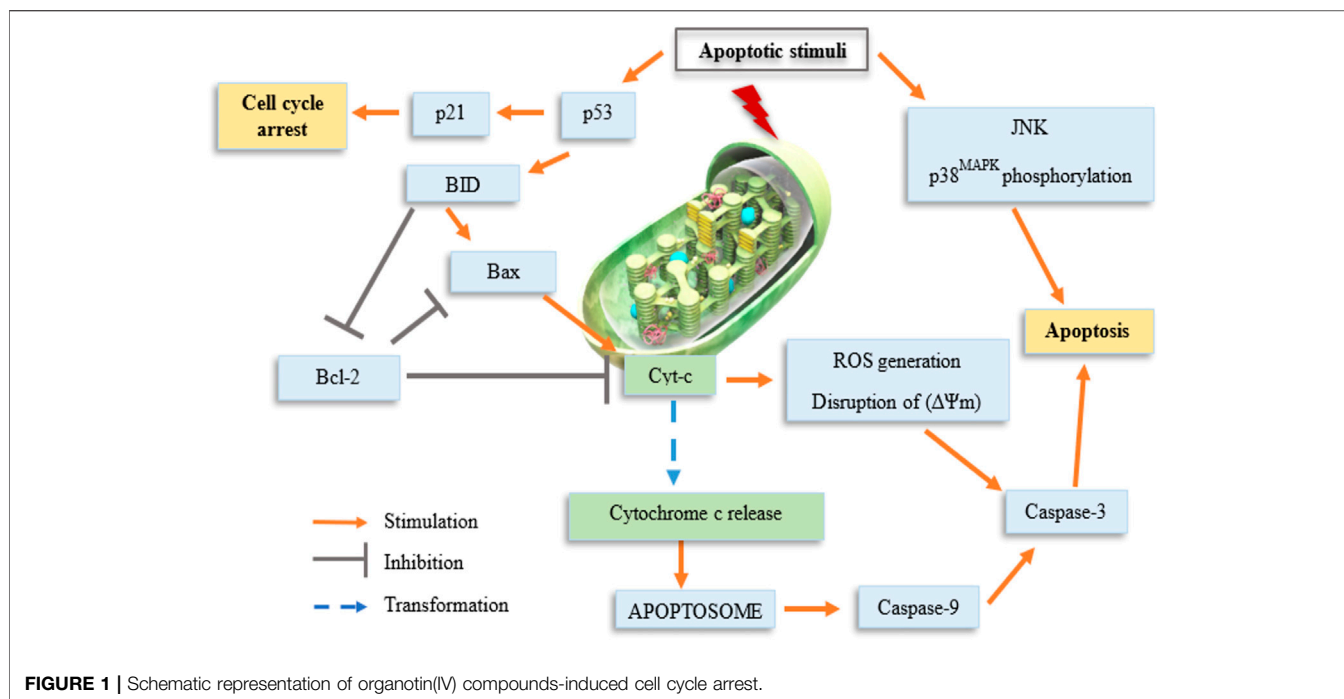 Apoptotic stimuli
Cell cycle
arrest
p21
p53
JNK
p38MAPK phosphorylation
BID
Bax
Apoptosis
Bcl-2
Cyt-c
ROS generation
Disruption of (ΔΨm)
Cytochrome c release
Caspase-3
Stimulation
Inhibition
Transformation
APOPTOSOME
Caspase-9
FIGURE 1 | Schematic representation of organotin(IV) compounds-induced cell cycle arrest.